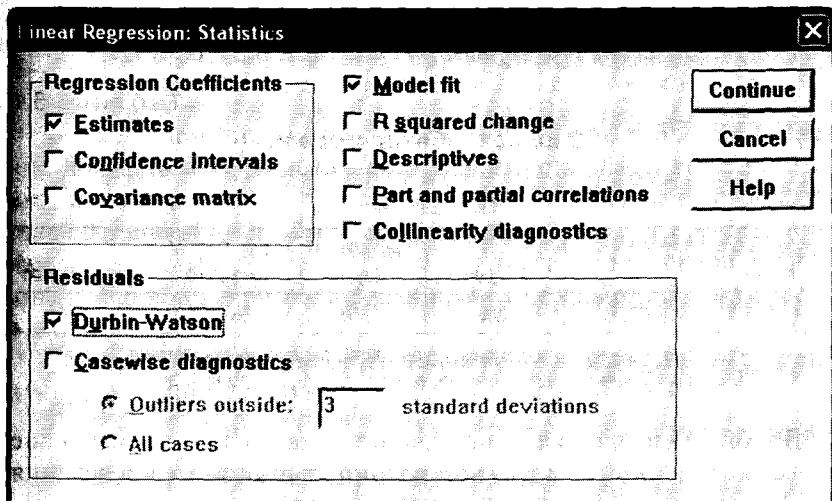 Linear Regression: Statistics
Regression Coefficients
Estimates
Confidence intervals
Covariance matrix
Model fit
R squared change
Descriptives
Part and partial correlations
Collinearity diagnostics
Continue
Cancel
Help
Residuals
Durbin-Watson
Casewise diagnostics
Outliers outside: 3 standard deviations
All cases